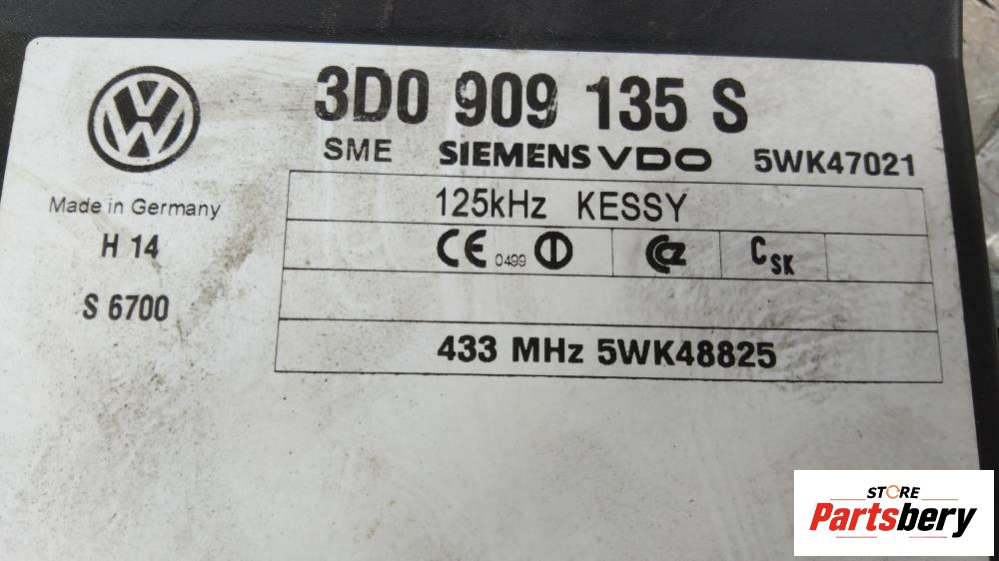 3D0 909 135 S
SME SIEMENS VDO 5WK47021
Made in Germany
H 14
S 6700
125kHz KESSY
CE 0499
C SK
433 MHz 5WK48825
STORE
Partsbery